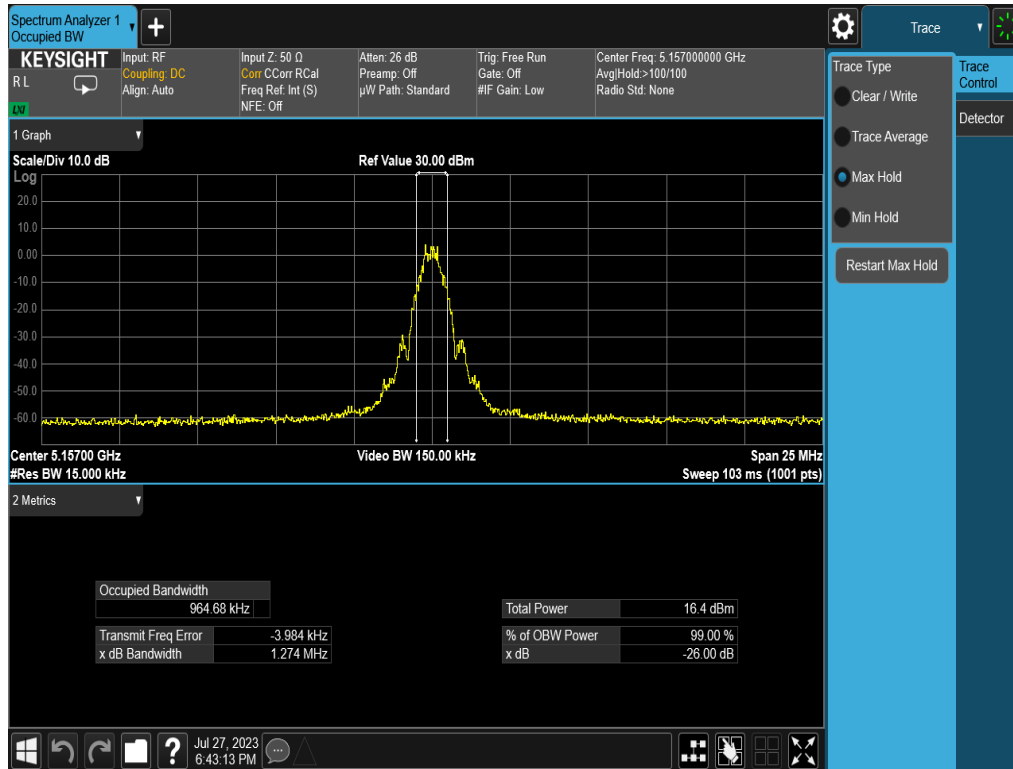 Spectrum Analyzer 1
Occupied BW
+
Trace
KEYSIGHT
R L
LXI
Input: RF
Coupling: DC
Align: Auto
Input Z: 50 Ω
Corr CCorr RCal
Freq Ref: Int (S)
NFE: Off
Atten: 26 dB
Preamp: Off
µW Path: Standard
Trig: Free Run
Gate: Off
#IF Gain: Low
Center Freq: 5.157000000 GHz
Avg|Hold:>100/100
Radio Std: None
Trace Type
Clear / Write
Trace Average
Max Hold
Min Hold
Restart Max Hold
Trace
Control
Detector
1 Graph
Scale/Div 10.0 dB
Ref Value 30.00 dBm
Log
20.0
10.0
0.00
-10.0
-20.0
-30.0
-40.0
-50.0
-60.0
Center 5.15700 GHz
Video BW 150.00 kHz
Span 25 MHz
#Res BW 15.000 kHz
Sweep 103 ms (1001 pts)
2 Metrics
Occupied Bandwidth
964.68 kHz
Total Power 16.4 dBm
Transmit Freq Error -3.984 kHz
% of OBW Power 99.00 %
x dB Bandwidth 1.274 MHz
x dB -26.00 dB
?
Jul 27, 2023
6:43:13 PM